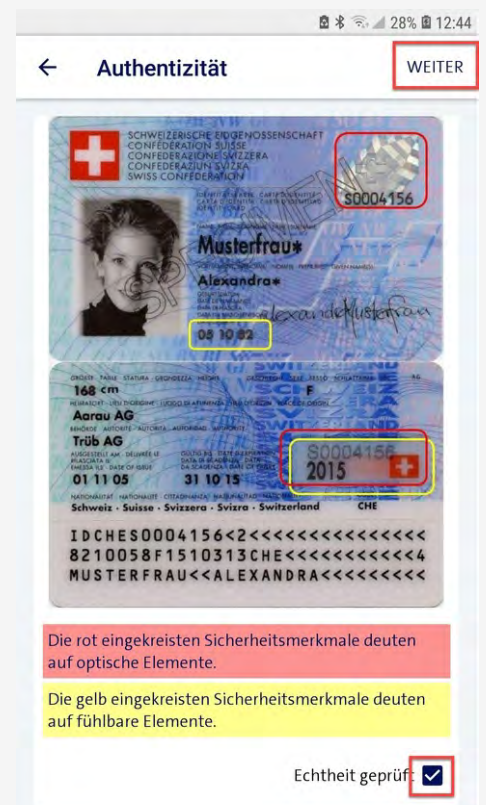 28% 12:44
Authentizität
WEITER
SCHWEIZERISCHE EIDGENOSSENSCHAFT
CONFÉDÉRATION SUISSE
CONFEDERAZIONE SVIZZERA
CONFEDERAZIUN SVIZRA
SWISS CONFEDERATION
S0004156
SPECIMEN
Musterfrau*
Alexandra*
05 10 82
168 cm
F
Aarau AG
Trüb AG
S0004156
2015
01 11 05
31 10 15
Schweiz · Suisse · Svizzera · Svizra · Switzerland CHE
IDCHES0004156<2<<<<<<<<<<<<<<<
8210058F1510313CHE<<<<<<<<<<<4
MUSTERFRAU<<ALEXANDRA<<<<<<<<<
Die rot eingekreisten Sicherheitsmerkmale deuten
auf optische Elemente.
Die gelb eingekreisten Sicherheitsmerkmale deuten
auf fühlbare Elemente.
Echtheit geprüft